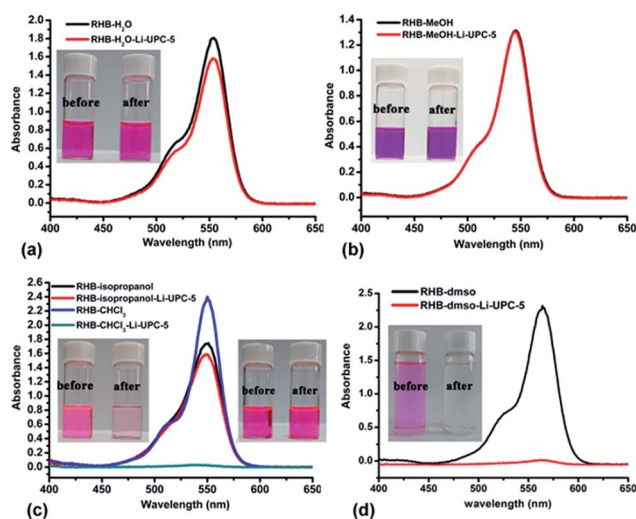 RHB-H2O
RHB-H2O-Li-UPC-5
before after
Absorbance
2.0
1.8
1.6
1.4
1.2
1.0
0.8
0.6
0.4
0.2
0.0
400 450 500 550 600 650
Wavelength (nm)
(a)
RHB-MeOH
RHB-MeOH-Li-UPC-5
before after
Absorbance
1.4
1.2
1.0
0.8
0.6
0.4
0.2
0.0
400 450 500 550 600 650
Wavelength (nm)
(b)
RHB-isopropanol
RHB-isopropanol-Li-UPC-5
RHB-CHCl3
RHB-CHCl3-Li-UPC-5
before after
before after
Absorbance
2.6
2.4
2.2
2.0
1.8
1.6
1.4
1.2
1.0
0.8
0.6
0.4
0.2
0.0
400 450 500 550 600 650
Wavelength (nm)
(c)
RHB-dmso
RHB-dmso-Li-UPC-5
before after
Absorbance
2.5
2.0
1.5
1.0
0.5
0.0
400 450 500 550 600 650
wavelength (nm)
(d)